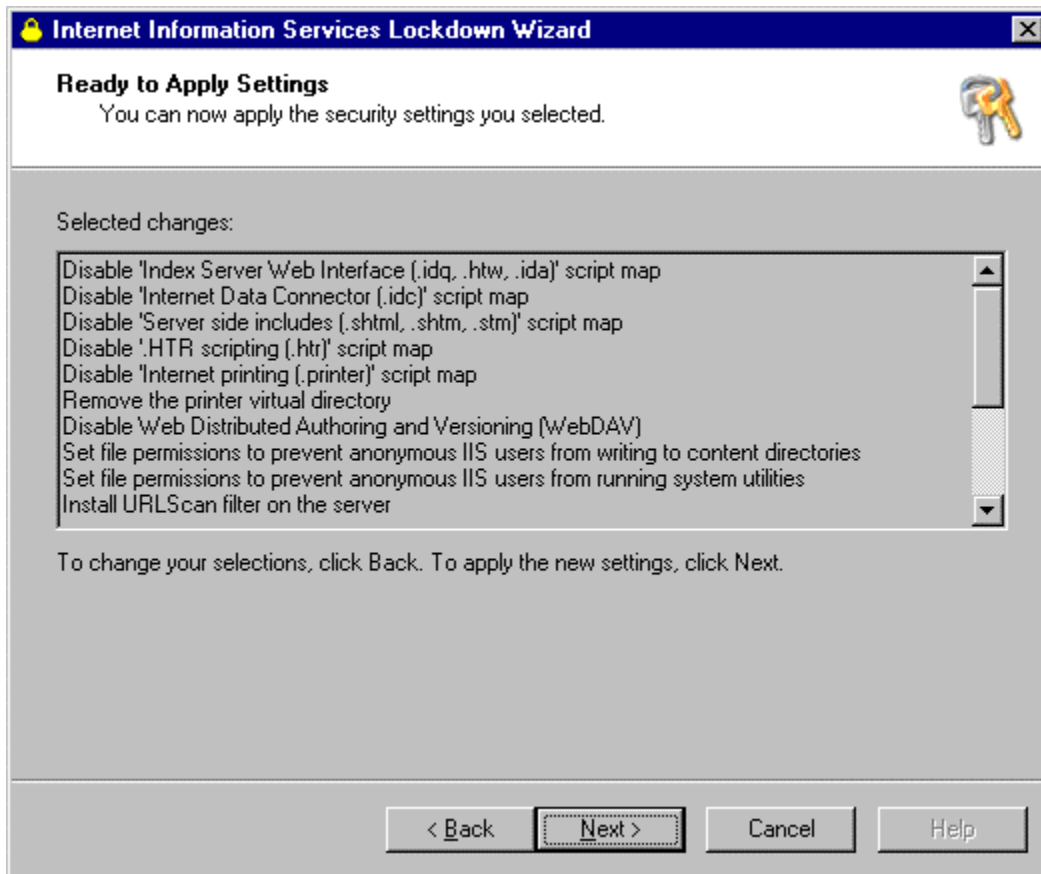 Internet Information Services Lockdown Wizard
Ready to Apply Settings
You can now apply the security settings you selected.
Selected changes:
Disable 'Index Server Web Interface (.idq, .htw, .ida)' script map
Disable 'Internet Data Connector (.idc)' script map
Disable 'Server side includes (.shtml, .shtm, .stm)' script map
Disable '.HTR scripting (.htr)' script map
Disable 'Internet printing (.printer)' script map
Remove the printer virtual directory
Disable Web Distributed Authoring and Versioning (WebDAV)
Set file permissions to prevent anonymous IIS users from writing to content directories
Set file permissions to prevent anonymous IIS users from running system utilities
Install URLScan filter on the server
To change your selections, click Back. To apply the new settings, click Next.
< Back Next > Cancel Help